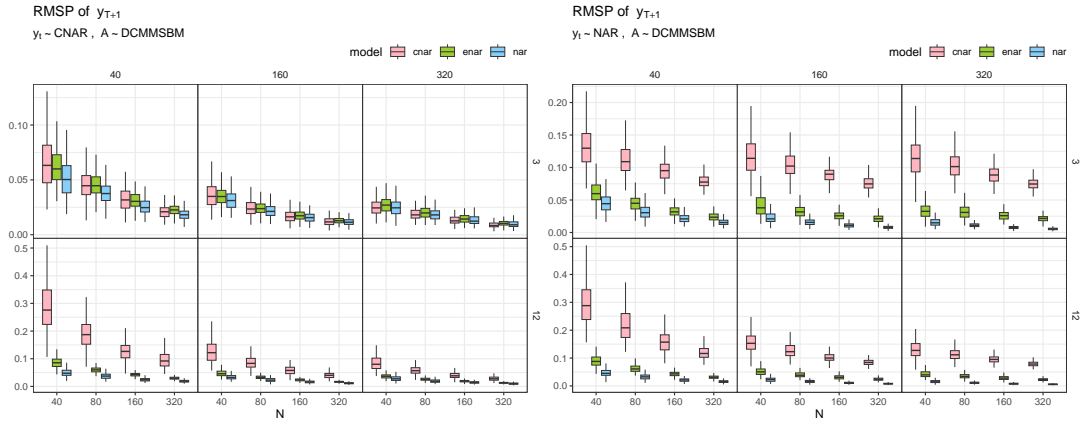 RMSP of y_{T+1}
y_t ~ CNAR , A ~ DCMMSBM
model cnar enar nar
40 160 320
0.10
0.05
0.00
3
0.5
0.4
0.3
0.2
0.1
0.0
12
40 80 160 320 40 80 160 320 40 80 160 320
N
RMSP of y_{T+1}
y_t ~ NAR , A ~ DCMMSBM
model cnar enar nar
40 160 320
0.20
0.15
0.10
0.05
0.00
3
0.5
0.4
0.3
0.2
0.1
0.0
12
40 80 160 320 40 80 160 320 40 80 160 320
N